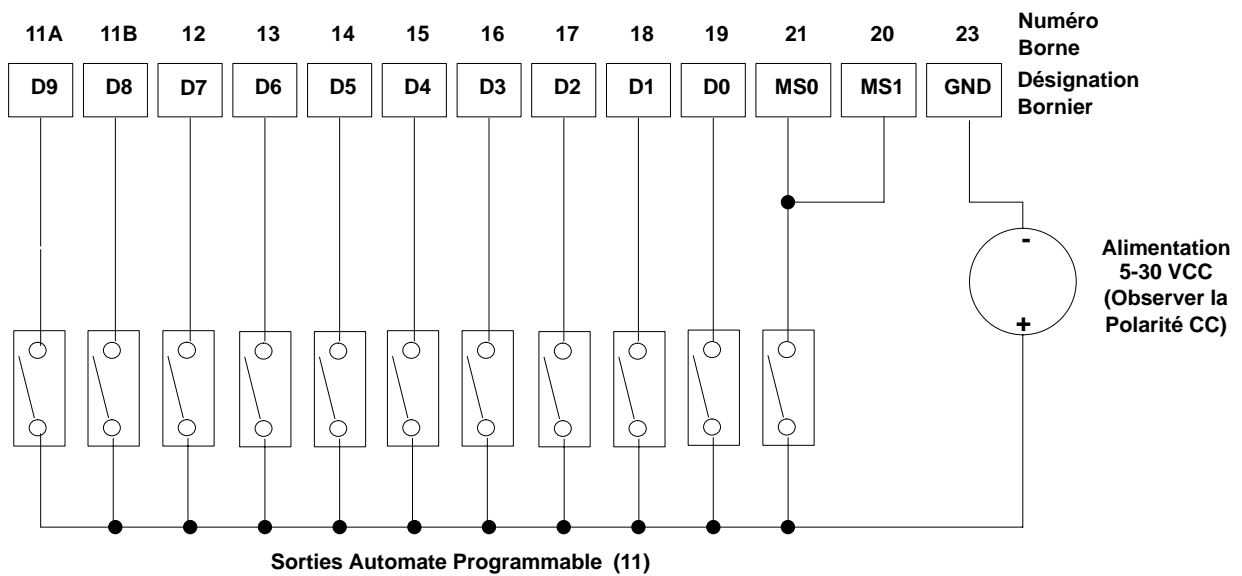 11A 11B 12 13 14 15 16 17 18 19 21 20 23 Numéro
Borne
D9 D8 D7 D6 D5 D4 D3 D2 D1 D0 MS0 MS1 GND Désignation
Bornier
-
Alimentation
5-30 VCC
(Observer la
+ Polarité CC)
Sorties Automate Programmable (11)